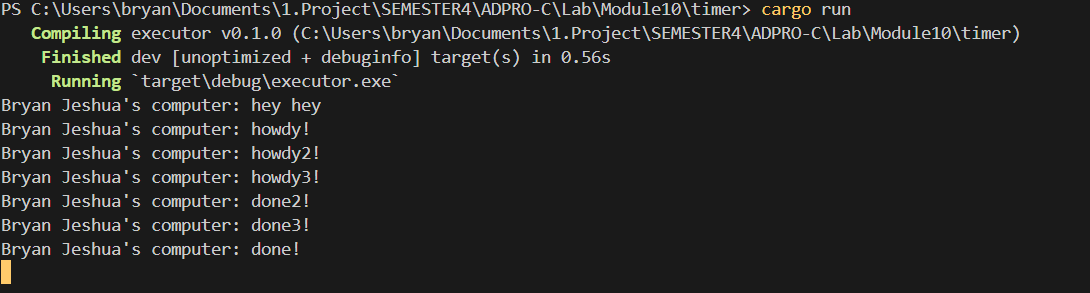 PS C:\Users\bryan\Documents\1.Project\SEMESTER4\ADPRO-C\Lab\Module10\timer> cargo run
   Compiling executor v0.1.0 (C:\Users\bryan\Documents\1.Project\SEMESTER4\ADPRO-C\Lab\Module10\timer)
    Finished dev [unoptimized + debuginfo] target(s) in 0.56s
     Running `target\debug\executor.exe`
Bryan Jeshua's computer: hey hey
Bryan Jeshua's computer: howdy!
Bryan Jeshua's computer: howdy2!
Bryan Jeshua's computer: howdy3!
Bryan Jeshua's computer: done2!
Bryan Jeshua's computer: done3!
Bryan Jeshua's computer: done!